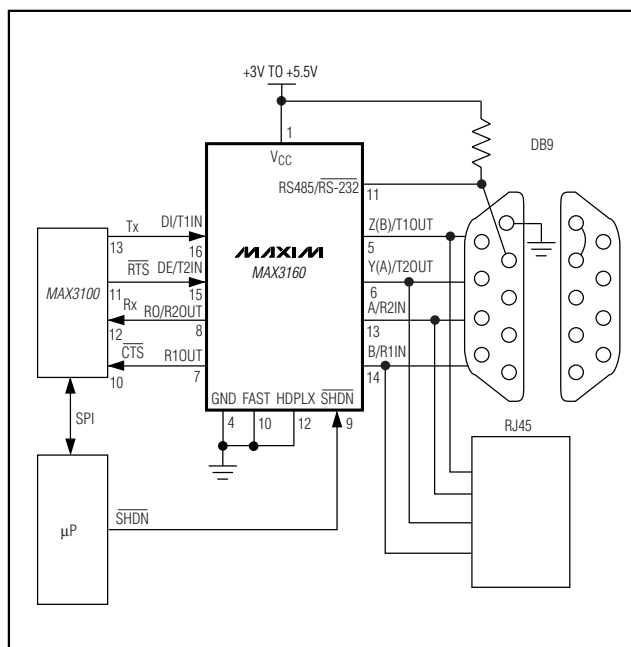 +3V TO +5.5V
1
VCC
DB9
RS485/RS-232
11
Tx DI/T1IN
13 16
Z(B)/T1OUT
5
MAXIM
MAX3160
MAX3100
RTS DE/T2IN
11 15
Y(A)/T2OUT
6
Rx RO/R2OUT
12 8
A/R2IN
13
CTS R1OUT
10 7
B/R1IN
14
GND FAST HDPLX SHDN
4 10 12 9
SPI
RJ45
µP
SHDN